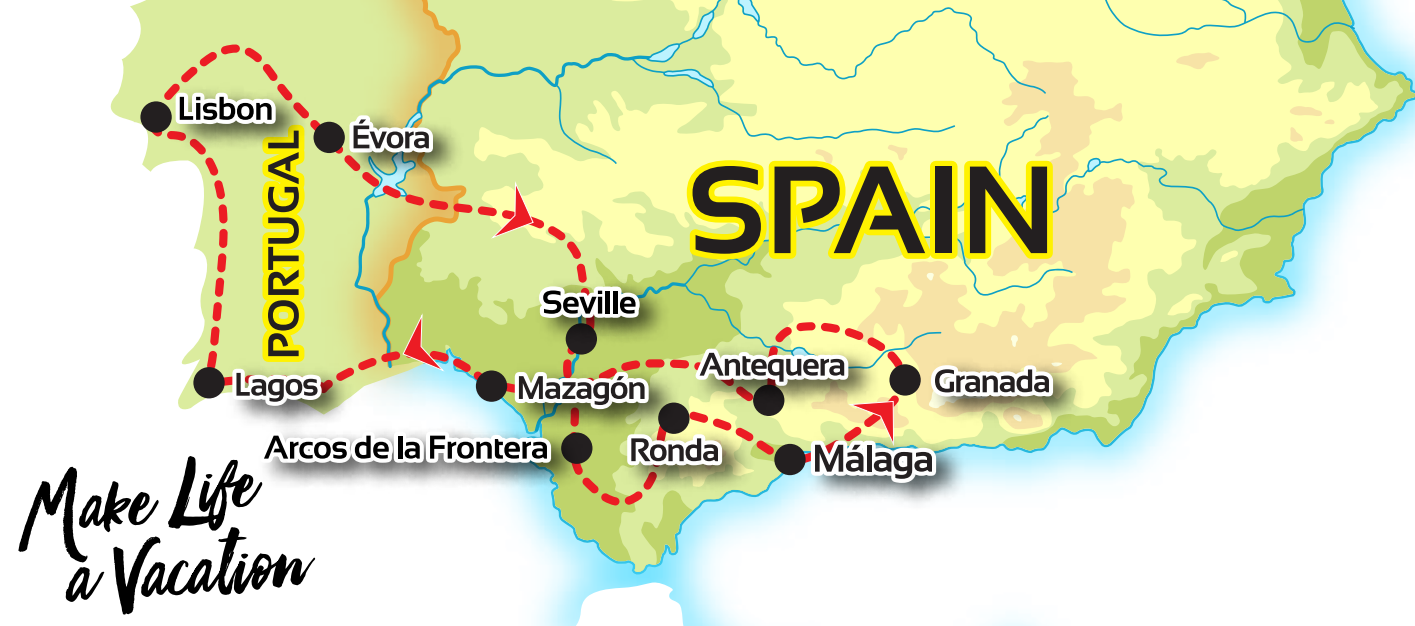 Lisbon
Évora
PORTUGAL
SPAIN
Seville
Antequera
Lagos
Mazagón
Granada
Arcos de la Frontera
Ronda
Málaga
Make Life
a Vacation